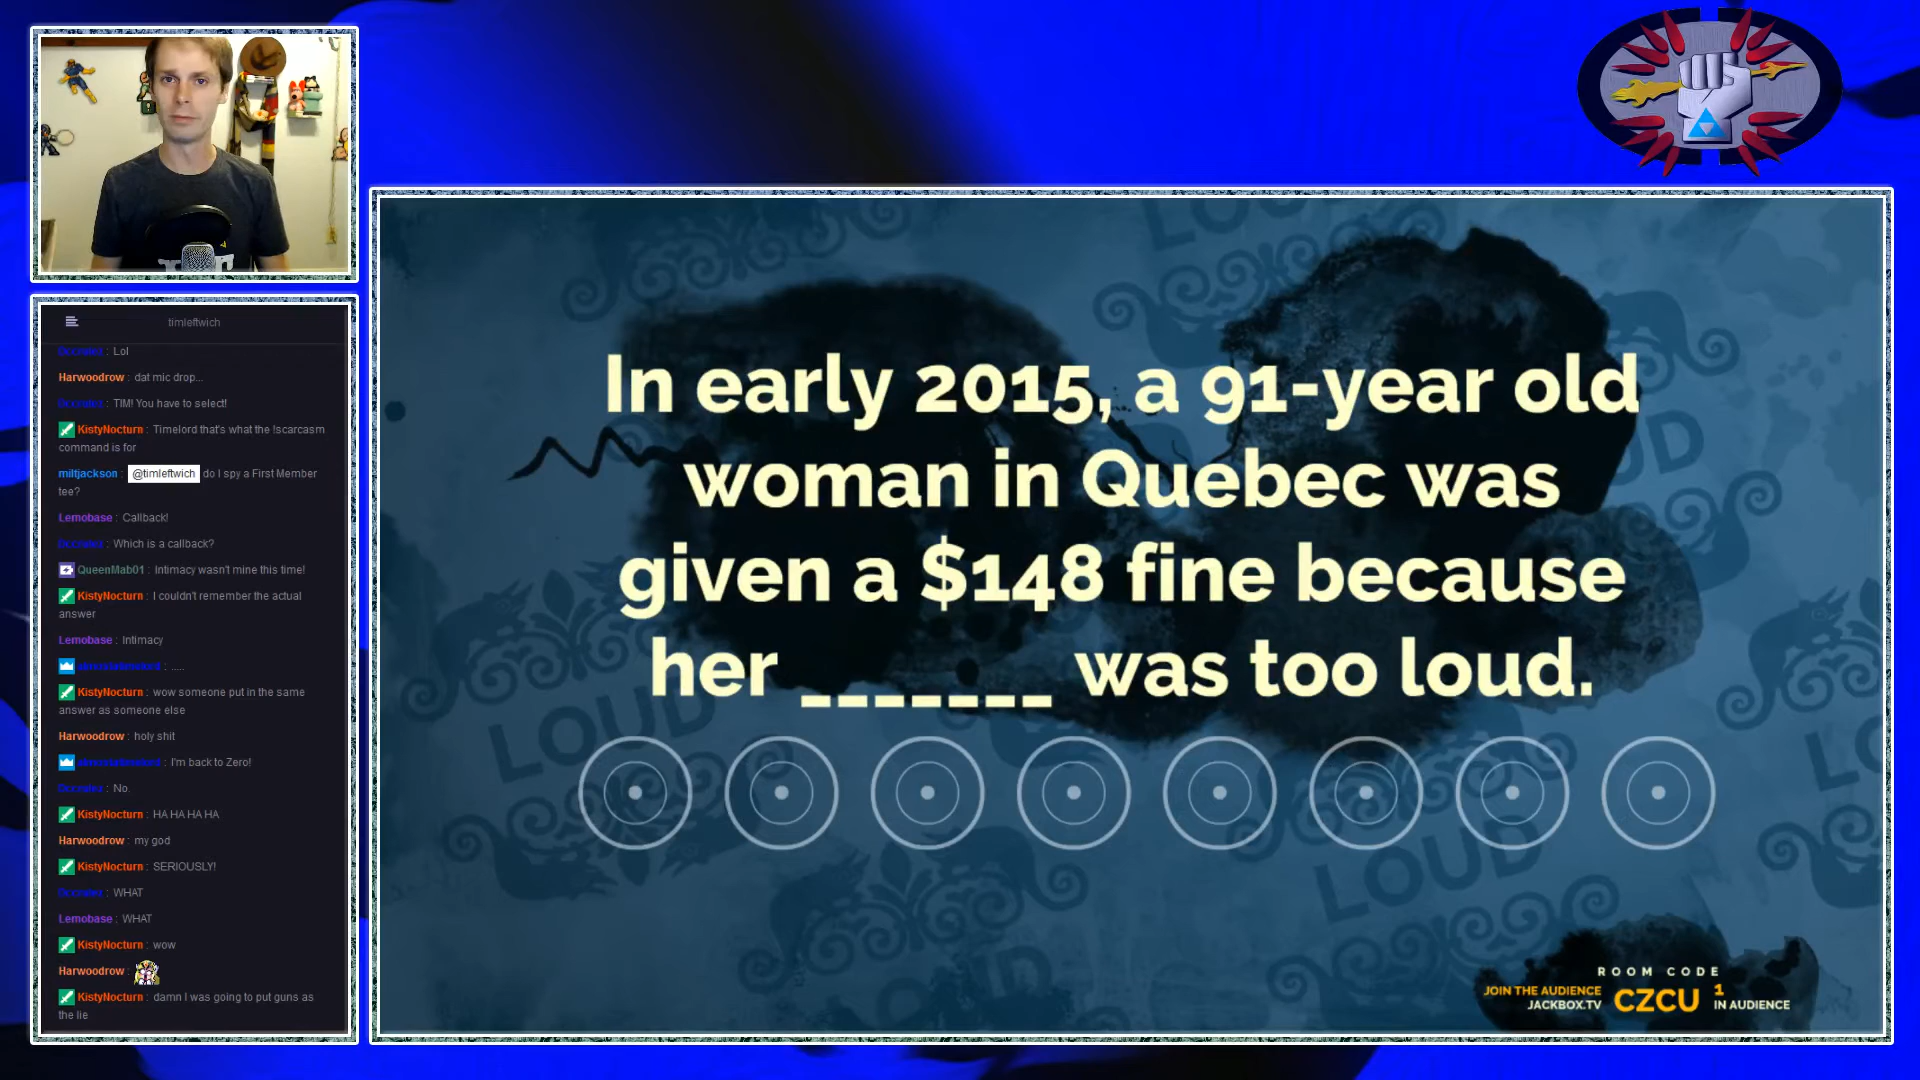 timleftwich
: Lol
Harwoodrow : dat mic drop...
: TIM! You have to select!
KistyNocturn : Timelord that's what the !scarcasm
command is for
miltjackson : @timleftwich do I spy a First Member
tee?
Lemobase : Callback!
: Which is a callback?
QueenMab01 : Intimacy wasn't mine this time!
KistyNocturn : I couldn't remember the actual
answer
Lemobase : Intimacy
: .....
KistyNocturn : wow someone put in the same
answer as someone else
Harwoodrow : holy shit
: I'm back to Zero!
: No.
KistyNocturn : HA HA HA HA
Harwoodrow : my god
KistyNocturn : SERIOUSLY!
: WHAT
Lemobase : WHAT
KistyNocturn : wow
Harwoodrow :
KistyNocturn : damn I was going to put guns as
the lie
In early 2015, a 91-year old
woman in Quebec was
given a $148 fine because
her _______ was too loud.
LOUD
LOUD
LOUD
ROOM CODE
JOIN THE AUDIENCE
JACKBOX.TV
CZCU
1
IN AUDIENCE